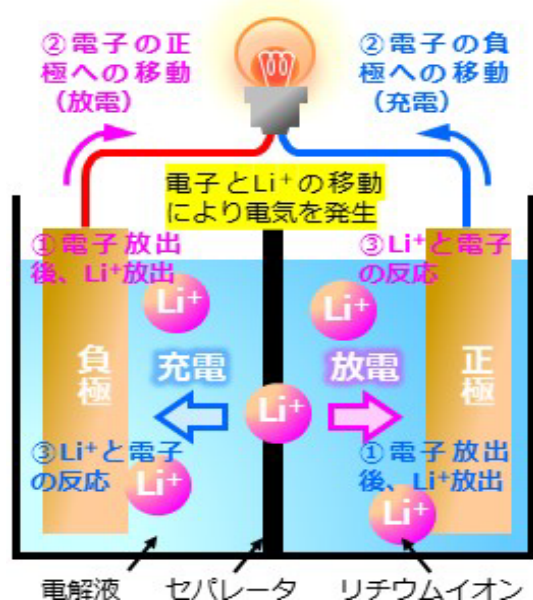 ②電子の正
極への移動
（放電）
②電子の負
極への移動
（充電）
電子とLi⁺の移動
により電気を発生
①電子放出
後、Li⁺放出
③Li⁺と電子
の反応
Li⁺
Li⁺
負極
充電
放電
正極
Li⁺
③Li⁺と電子
の反応
①電子放出
後、Li⁺放出
Li⁺
Li⁺
電解液
セパレータ
リチウムイオン